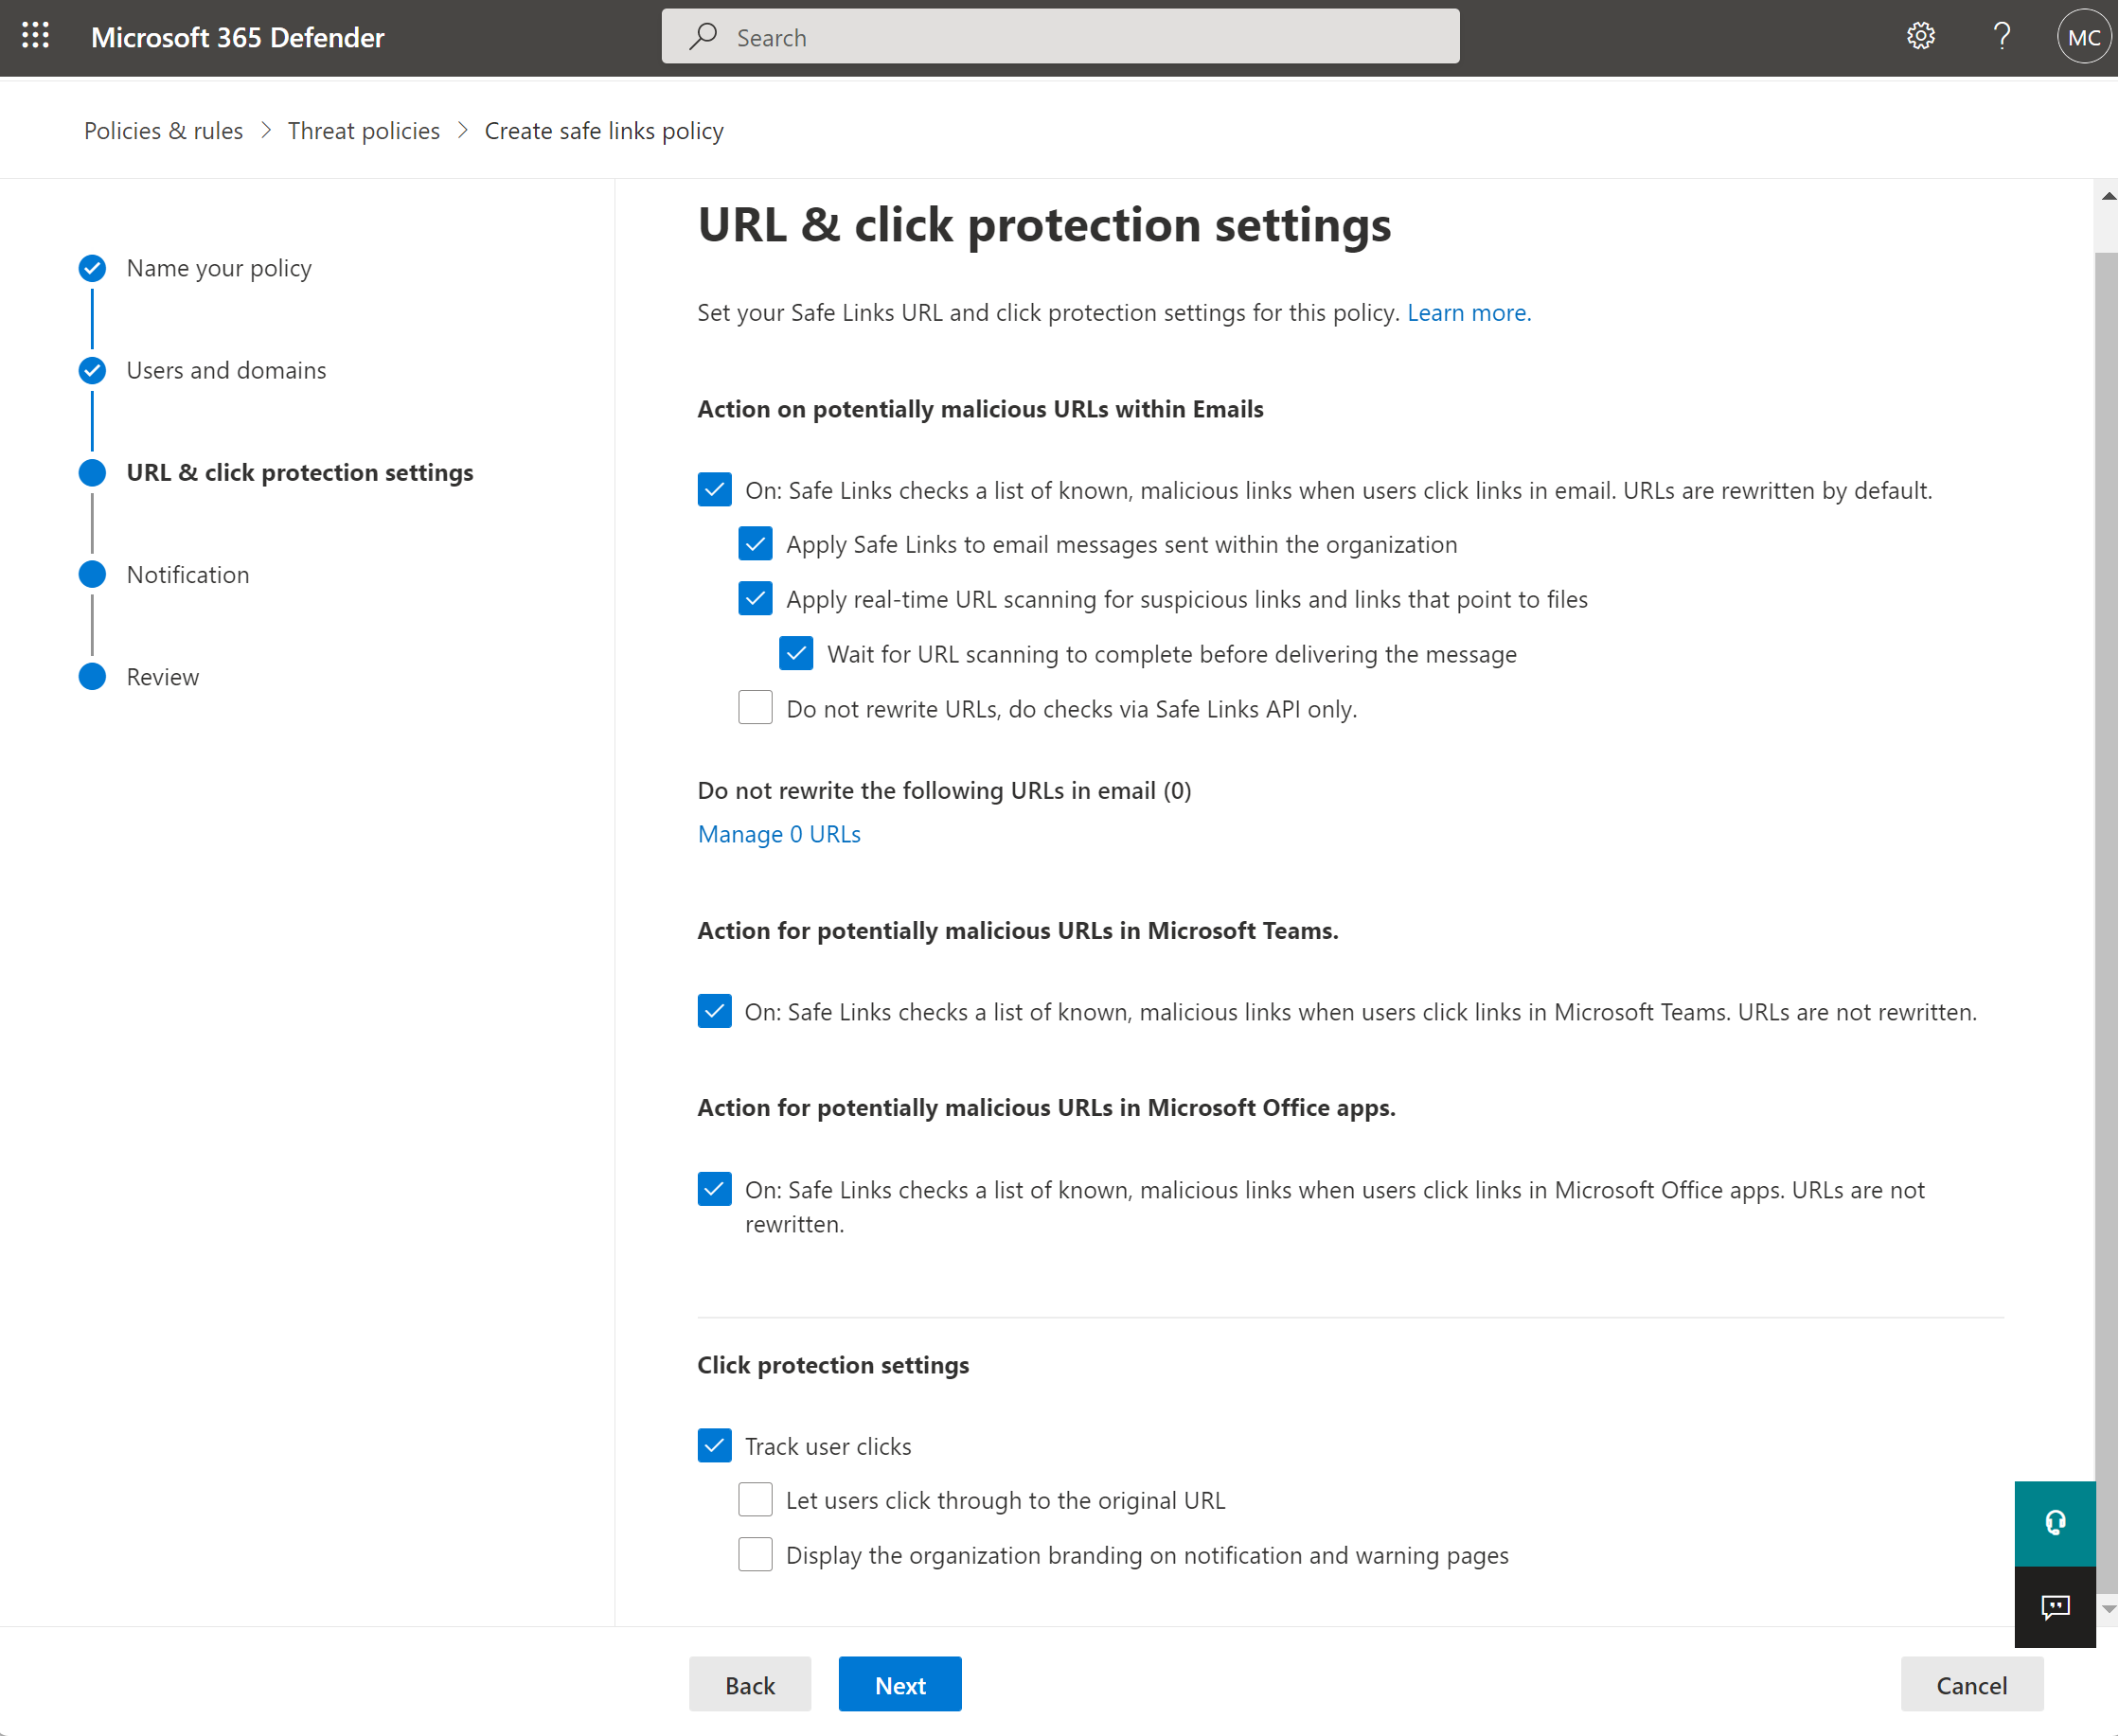 Microsoft 365 Defender
Search
MC
Policies & rules > Threat policies > Create safe links policy
Name your policy
Users and domains
URL & click protection settings
Notification
Review
URL & click protection settings
Set your Safe Links URL and click protection settings for this policy. Learn more.
Action on potentially malicious URLs within Emails
On: Safe Links checks a list of known, malicious links when users click links in email. URLs are rewritten by default.
Apply Safe Links to email messages sent within the organization
Apply real-time URL scanning for suspicious links and links that point to files
Wait for URL scanning to complete before delivering the message
Do not rewrite URLs, do checks via Safe Links API only.
Do not rewrite the following URLs in email (0)
Manage 0 URLs
Action for potentially malicious URLs in Microsoft Teams.
On: Safe Links checks a list of known, malicious links when users click links in Microsoft Teams. URLs are not rewritten.
Action for potentially malicious URLs in Microsoft Office apps.
On: Safe Links checks a list of known, malicious links when users click links in Microsoft Office apps. URLs are not
rewritten.
Click protection settings
Track user clicks
Let users click through to the original URL
Display the organization branding on notification and warning pages
Back
Next
Cancel